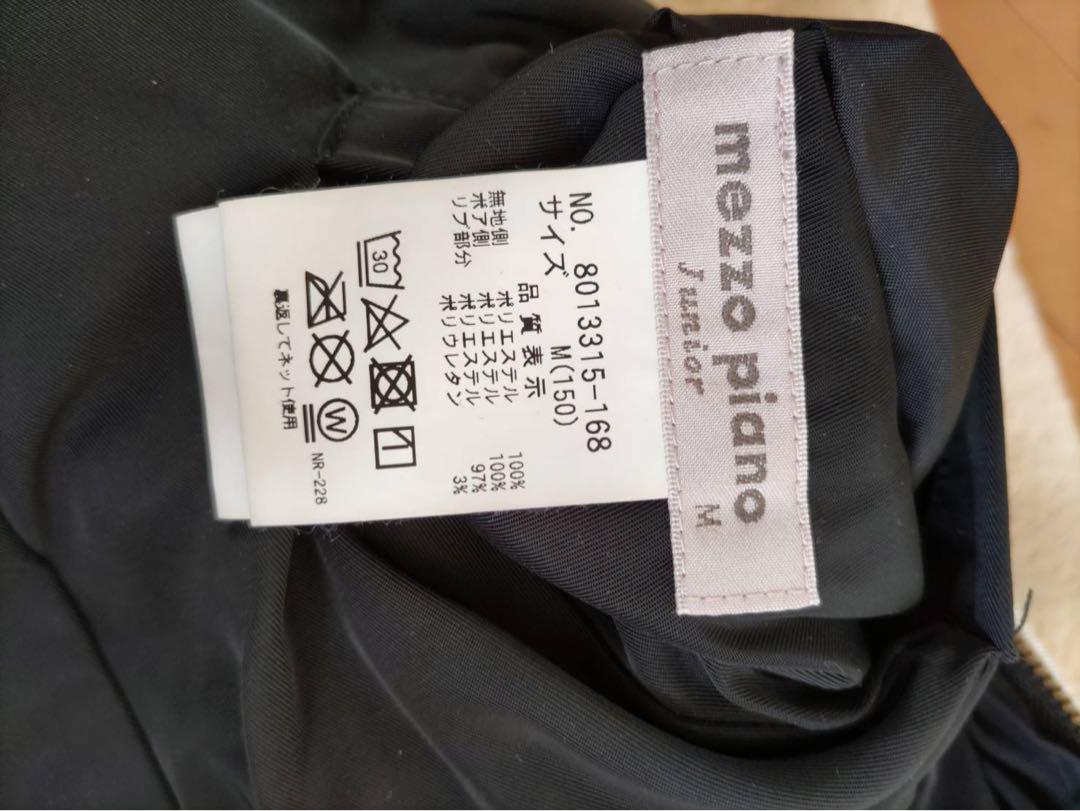 mezzo piano
Junior
M
NO. 8013315-168
サイズ M(150)
品質表示
無地側 ポリエステル 100%
ボア側 ポリエステル 100%
リブ部分 ポリエステル 97%
ポリウレタン 3%
30
W
裏返してネット使用
NR-228